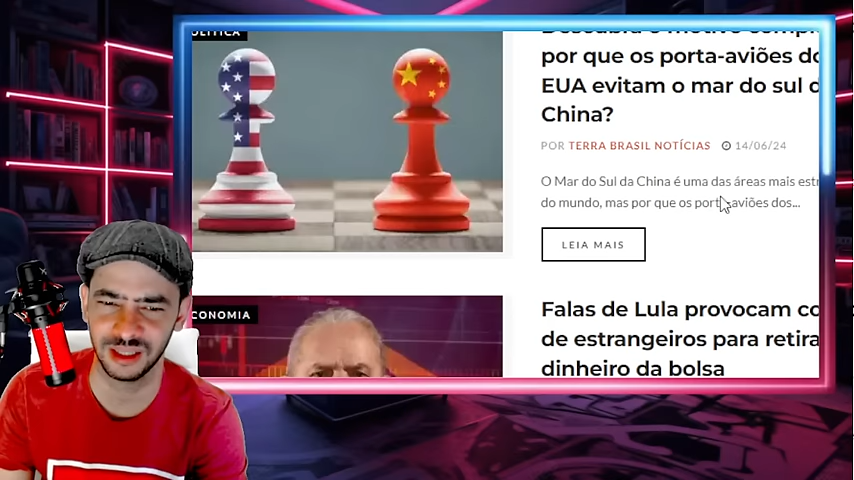 por que os porta-aviões do
EUA evitam o mar do sul d
China?
POR TERRA BRASIL NOTÍCIAS 14/06/24
O Mar do Sul da China é uma das áreas mais estr
do mundo, mas por que os porta-aviões dos...
LEIA MAIS
CONOMIA
Falas de Lula provocam co
de estrangeiros para retira
dinheiro da bolsa